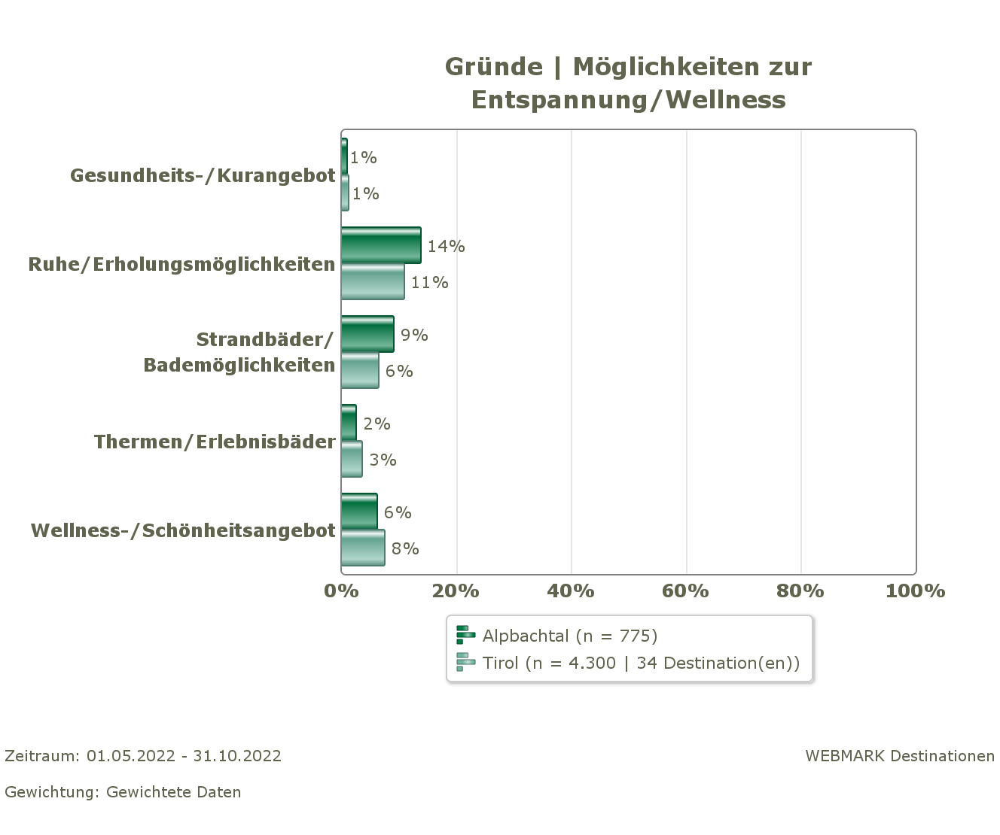 Gründe | Möglichkeiten zur
Entspannung/Wellness
Gesundheits-/Kurangebot
1%
1%
Ruhe/Erholungsmöglichkeiten
14%
11%
Strandbäder/
Bademöglichkeiten
9%
6%
Thermen/Erlebnisbäder
2%
3%
Wellness-/Schönheitsangebot
6%
8%
0% 20% 40% 60% 80% 100%
Alpbachtal (n = 775)
Tirol (n = 4.300 | 34 Destination(en))
Zeitraum: 01.05.2022 - 31.10.2022
WEBMARK Destinationen
Gewichtung: Gewichtete Daten